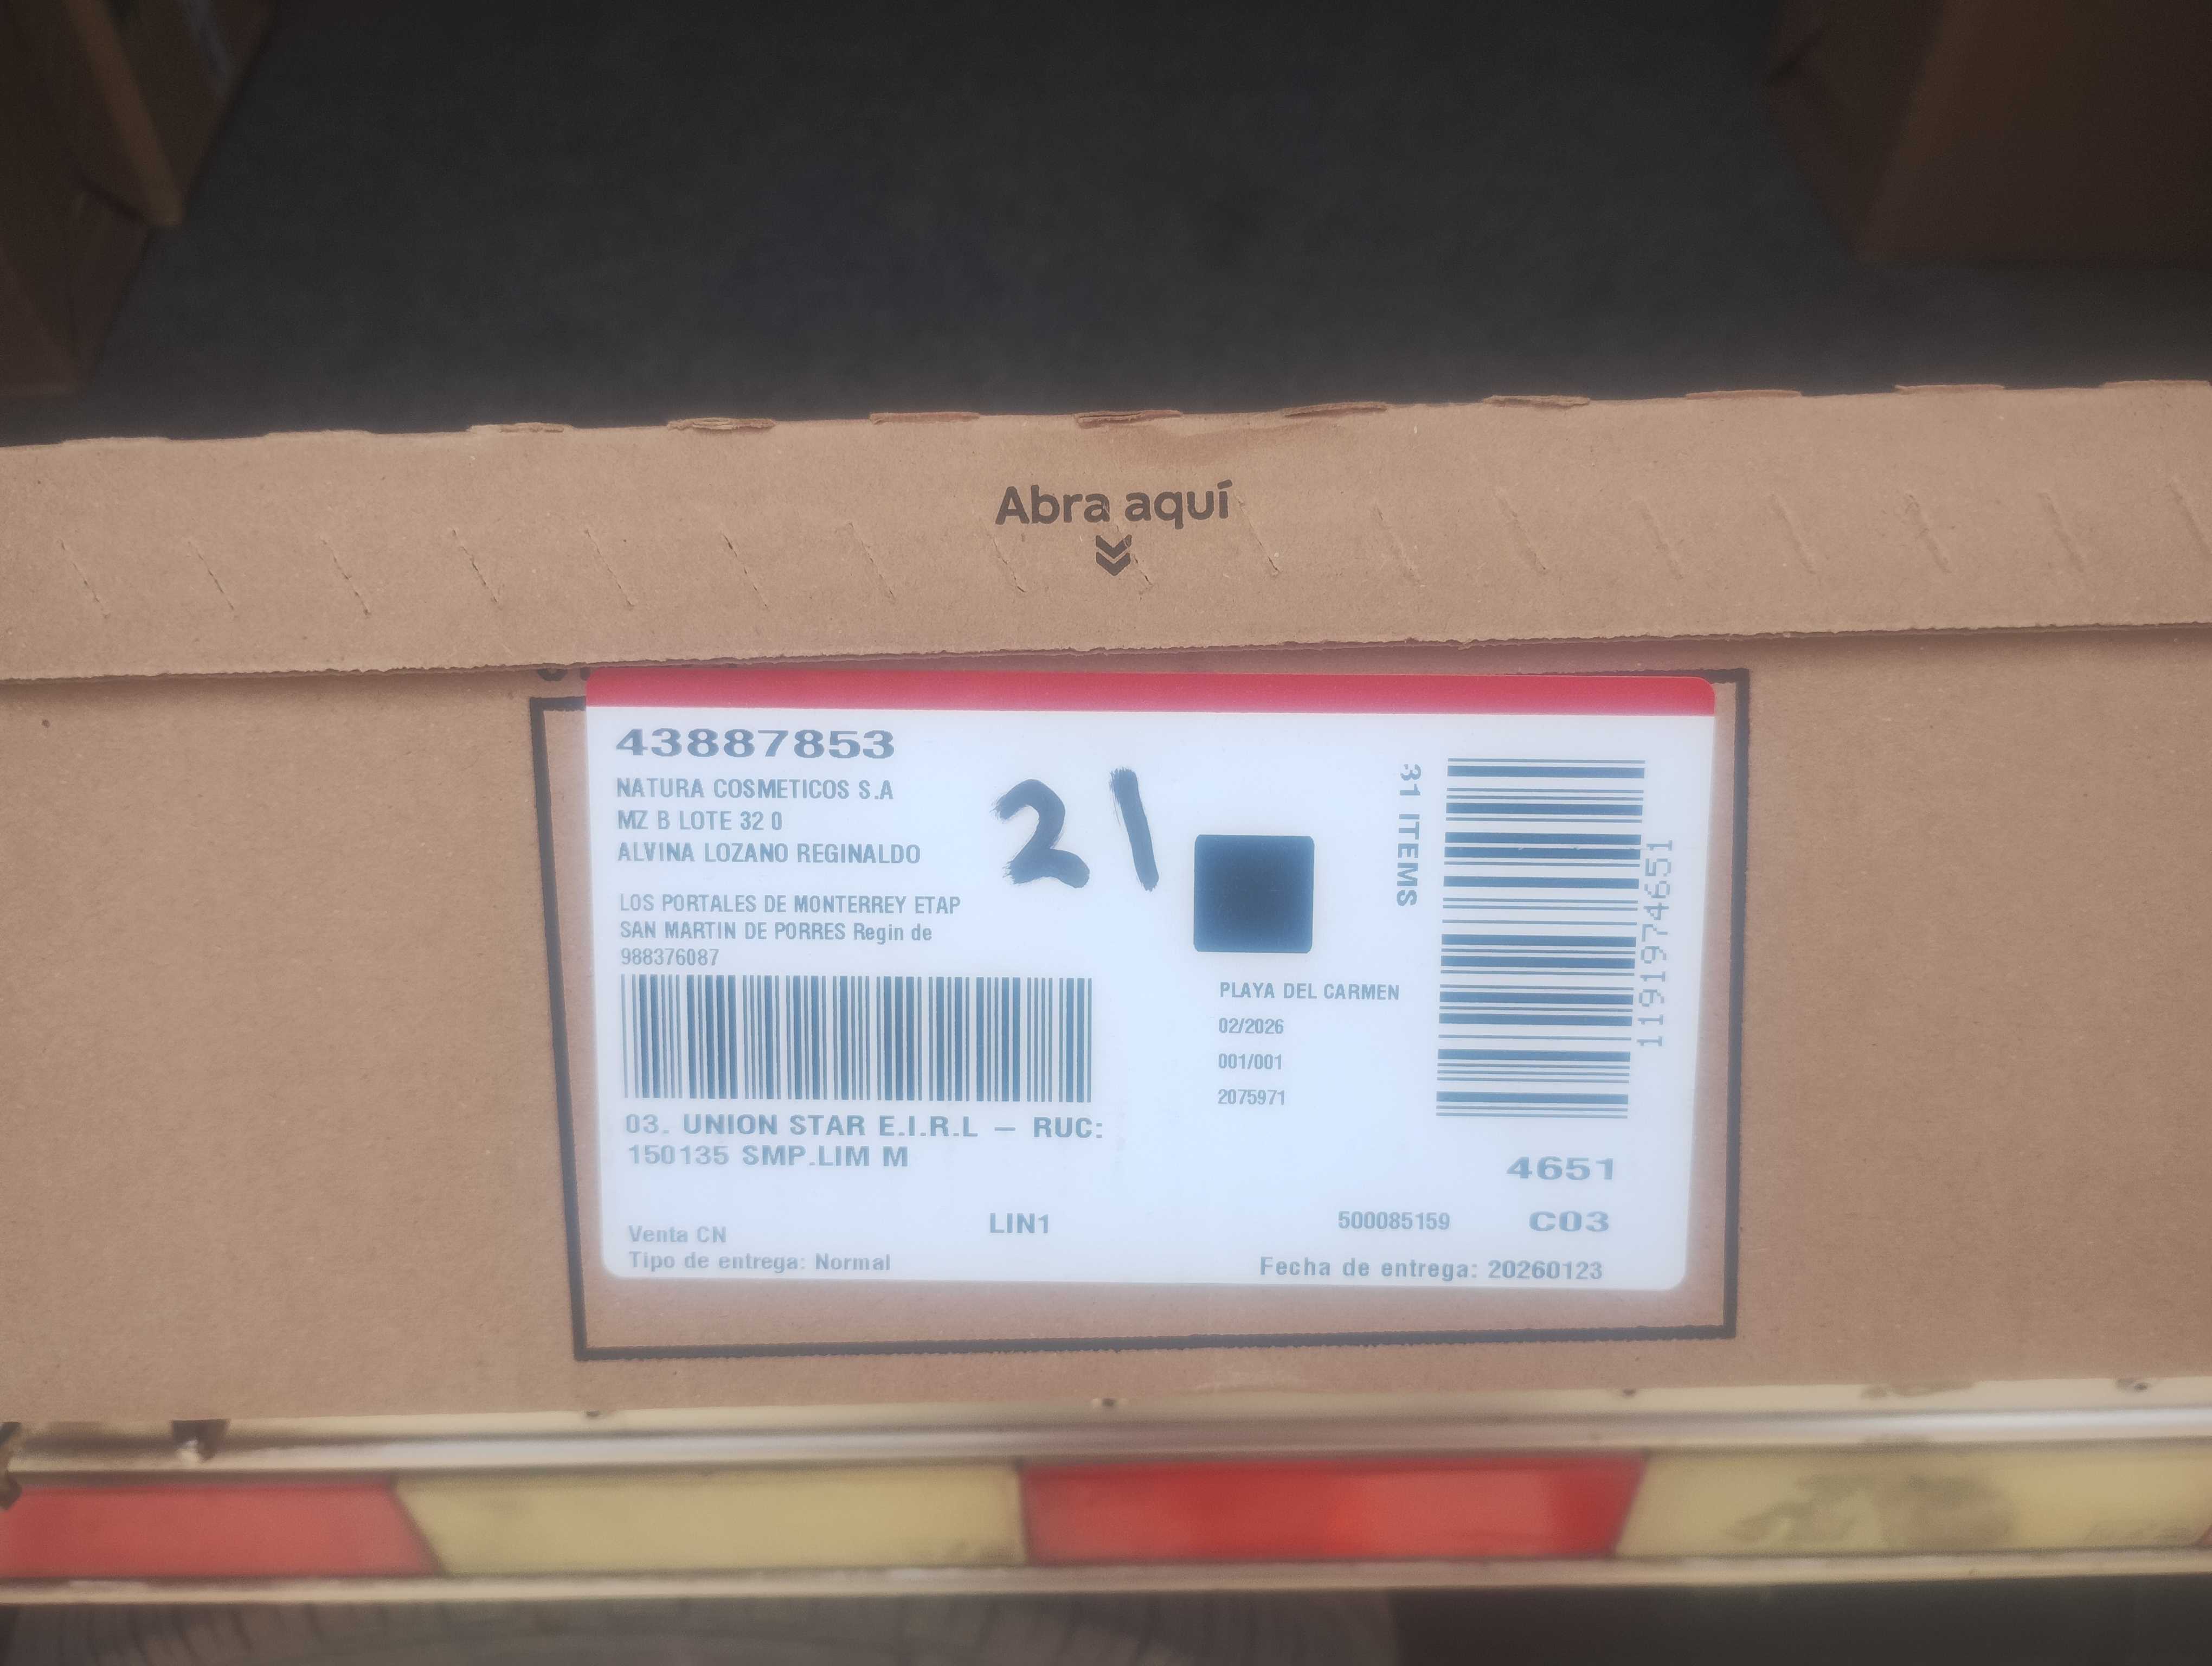 Abra aquí
43887853
NATURA COSMETICOS S.A
MZ B LOTE 32 0
ALVINA LOZANO REGINALDO
LOS PORTALES DE MONTERREY ETAP
SAN MARTIN DE PORRES Regin de
988376087
21
31 ITEMS
1191974651
PLAYA DEL CARMEN
02/2026
001/001
2075971
03. UNION STAR E.I.R.L – RUC:
150135 SMP.LIM M
4651
Venta CN
LIN1
500085159
C03
Tipo de entrega: Normal
Fecha de entrega: 20260123